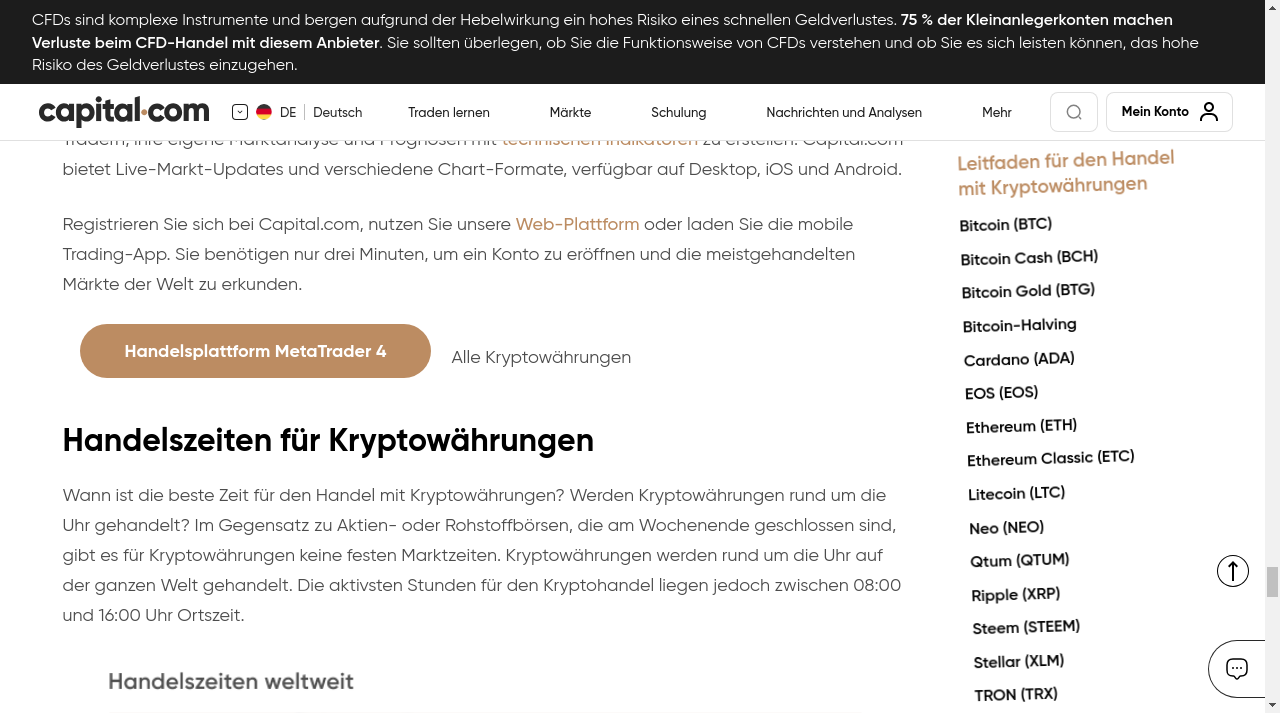 CFDs sind komplexe Instrumente und bergen aufgrund der Hebelwirkung ein hohes Risiko eines schnellen Geldverlustes. 75 % der Kleinanlegerkonten machen
Verluste beim CFD-Handel mit diesem Anbieter. Sie sollten überlegen, ob Sie die Funktionsweise von CFDs verstehen und ob Sie es sich leisten können, das hohe
Risiko des Geldverlustes einzugehen.
capital.com
DE Deutsch
Traden lernen
Märkte
Schulung
Nachrichten und Analysen
Mehr
Mein Konto
Tradern, ihre eigene Marktanalyse und Prognosen mit technischen Indikatoren zu erstellen. Capital.com
bietet Live-Markt-Updates und verschiedene Chart-Formate, verfügbar auf Desktop, iOS und Android.
Registrieren Sie sich bei Capital.com, nutzen Sie unsere Web-Plattform oder laden Sie die mobile
Trading-App. Sie benötigen nur drei Minuten, um ein Konto zu eröffnen und die meistgehandelten
Märkte der Welt zu erkunden.
Handelsplattform MetaTrader 4
Alle Kryptowährungen
Handelszeiten für Kryptowährungen
Wann ist die beste Zeit für den Handel mit Kryptowährungen? Werden Kryptowährungen rund um die
Uhr gehandelt? Im Gegensatz zu Aktien- oder Rohstoffbörsen, die am Wochenende geschlossen sind,
gibt es für Kryptowährungen keine festen Marktzeiten. Kryptowährungen werden rund um die Uhr auf
der ganzen Welt gehandelt. Die aktivsten Stunden für den Kryptohandel liegen jedoch zwischen 08:00
und 16:00 Uhr Ortszeit.
Handelszeiten weltweit
Leitfaden für den Handel
mit Kryptowährungen
Bitcoin (BTC)
Bitcoin Cash (BCH)
Bitcoin Gold (BTG)
Bitcoin-Halving
Cardano (ADA)
EOS (EOS)
Ethereum (ETH)
Ethereum Classic (ETC)
Litecoin (LTC)
Neo (NEO)
Qtum (QTUM)
Ripple (XRP)
Steem (STEEM)
Stellar (XLM)
TRON (TRX)